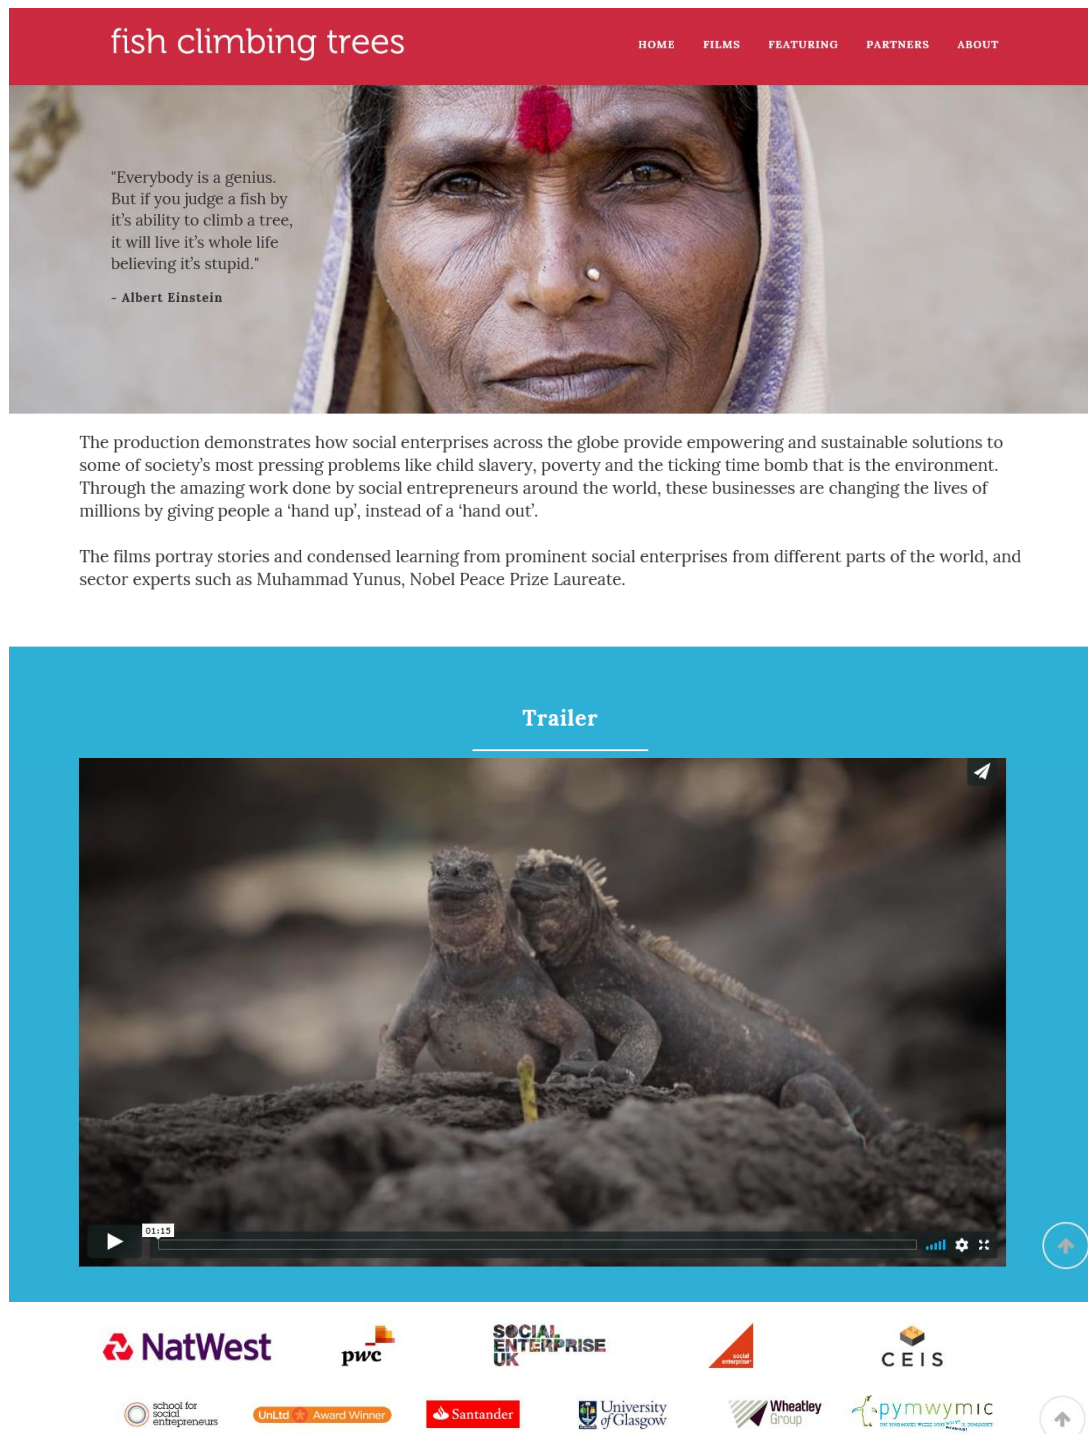 fish climbing trees
HOME FILMS FEATURING PARTNERS ABOUT
"Everybody is a genius.
But if you judge a fish by
it’s ability to climb a tree,
it will live it’s whole life
believing it’s stupid."
- Albert Einstein
The production demonstrates how social enterprises across the globe provide empowering and sustainable solutions to
some of society’s most pressing problems like child slavery, poverty and the ticking time bomb that is the environment.
Through the amazing work done by social entrepreneurs around the world, these businesses are changing the lives of
millions by giving people a ‘hand up’, instead of a ‘hand out’.
The films portray stories and condensed learning from prominent social enterprises from different parts of the world, and
sector experts such as Muhammad Yunus, Nobel Peace Prize Laureate.
Trailer
01:15
NatWest
pwc
SOCIAL
ENTERPRISE
UK
social
enterprise
CEIS
school for
social
entrepreneurs
UnLtd Award Winner
Santander
University
of Glasgow
Wheatley
Group
pymwymic